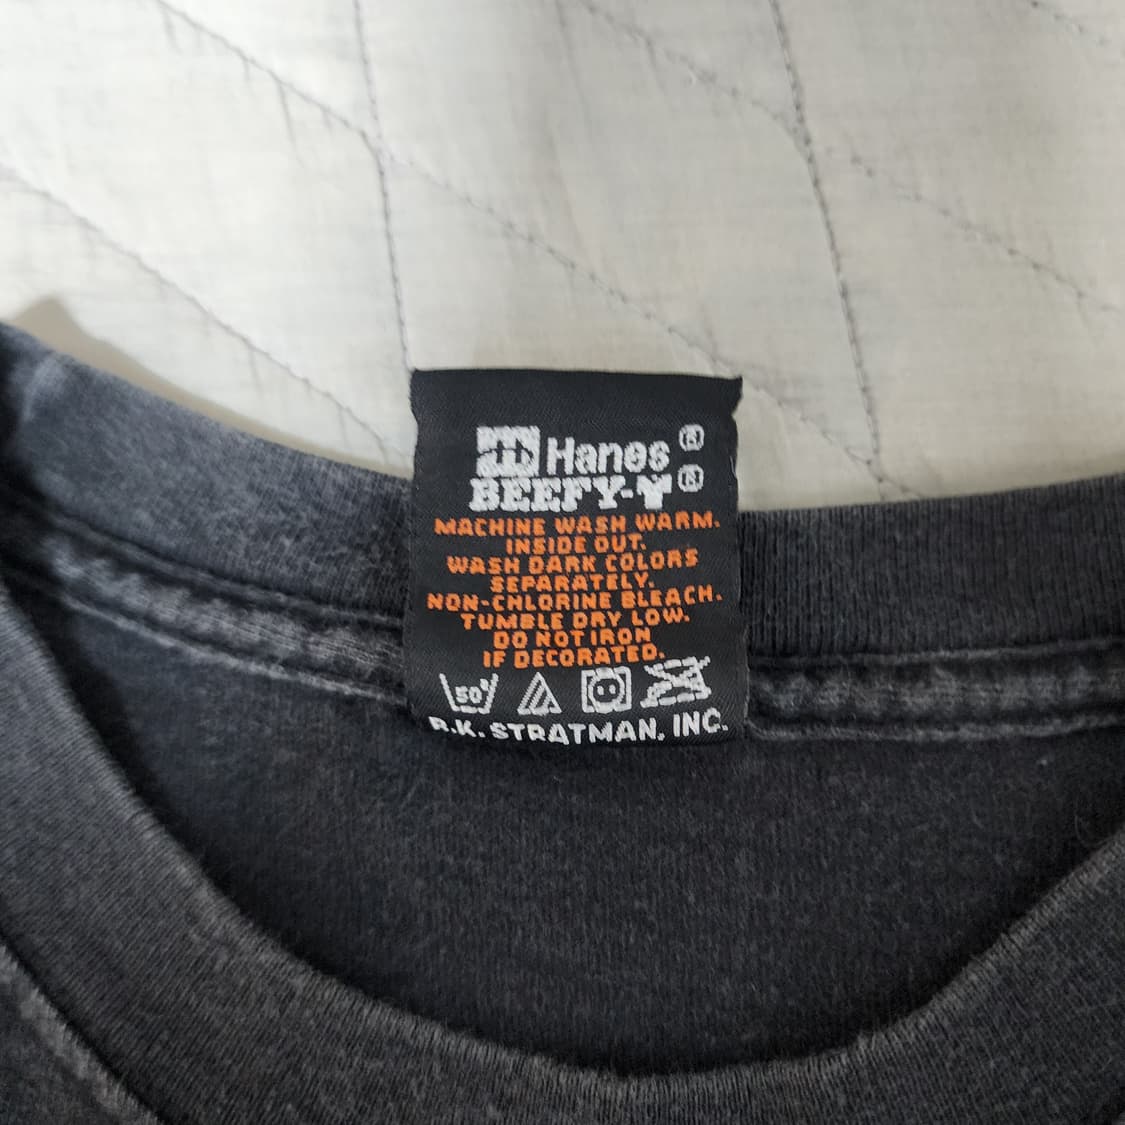 Hanes ®
BEEFY-T ®
MACHINE WASH WARM.
INSIDE OUT.
WASH DARK COLORS
SEPARATELY.
NON-CHLORINE BLEACH.
TUMBLE DRY LOW.
DO NOT IRON
IF DECORATED.
50°
R.K. STRATMAN, INC.